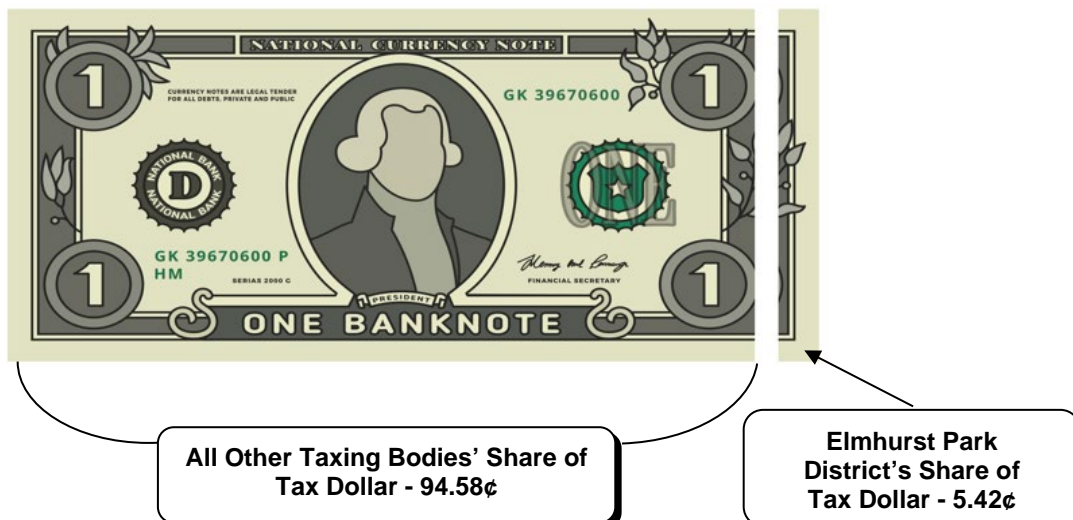 NATIONAL CURRENCY NOTE
1
1
CURRENCY NOTES ARE LEGAL TENDER
FOR ALL DEBTS. PRIVATE AND PUBLIC
GK 39670600
NATIONAL BANK
D
NATIONAL BANK
ONE
GK 39670600 P
HM
SERIAS 2000 G
FINANCIAL SECRETARY
1
1
PRESIDENT
ONE BANKNOTE
All Other Taxing Bodies’ Share of
Tax Dollar - 94.58¢
Elmhurst Park
District’s Share of
Tax Dollar - 5.42¢